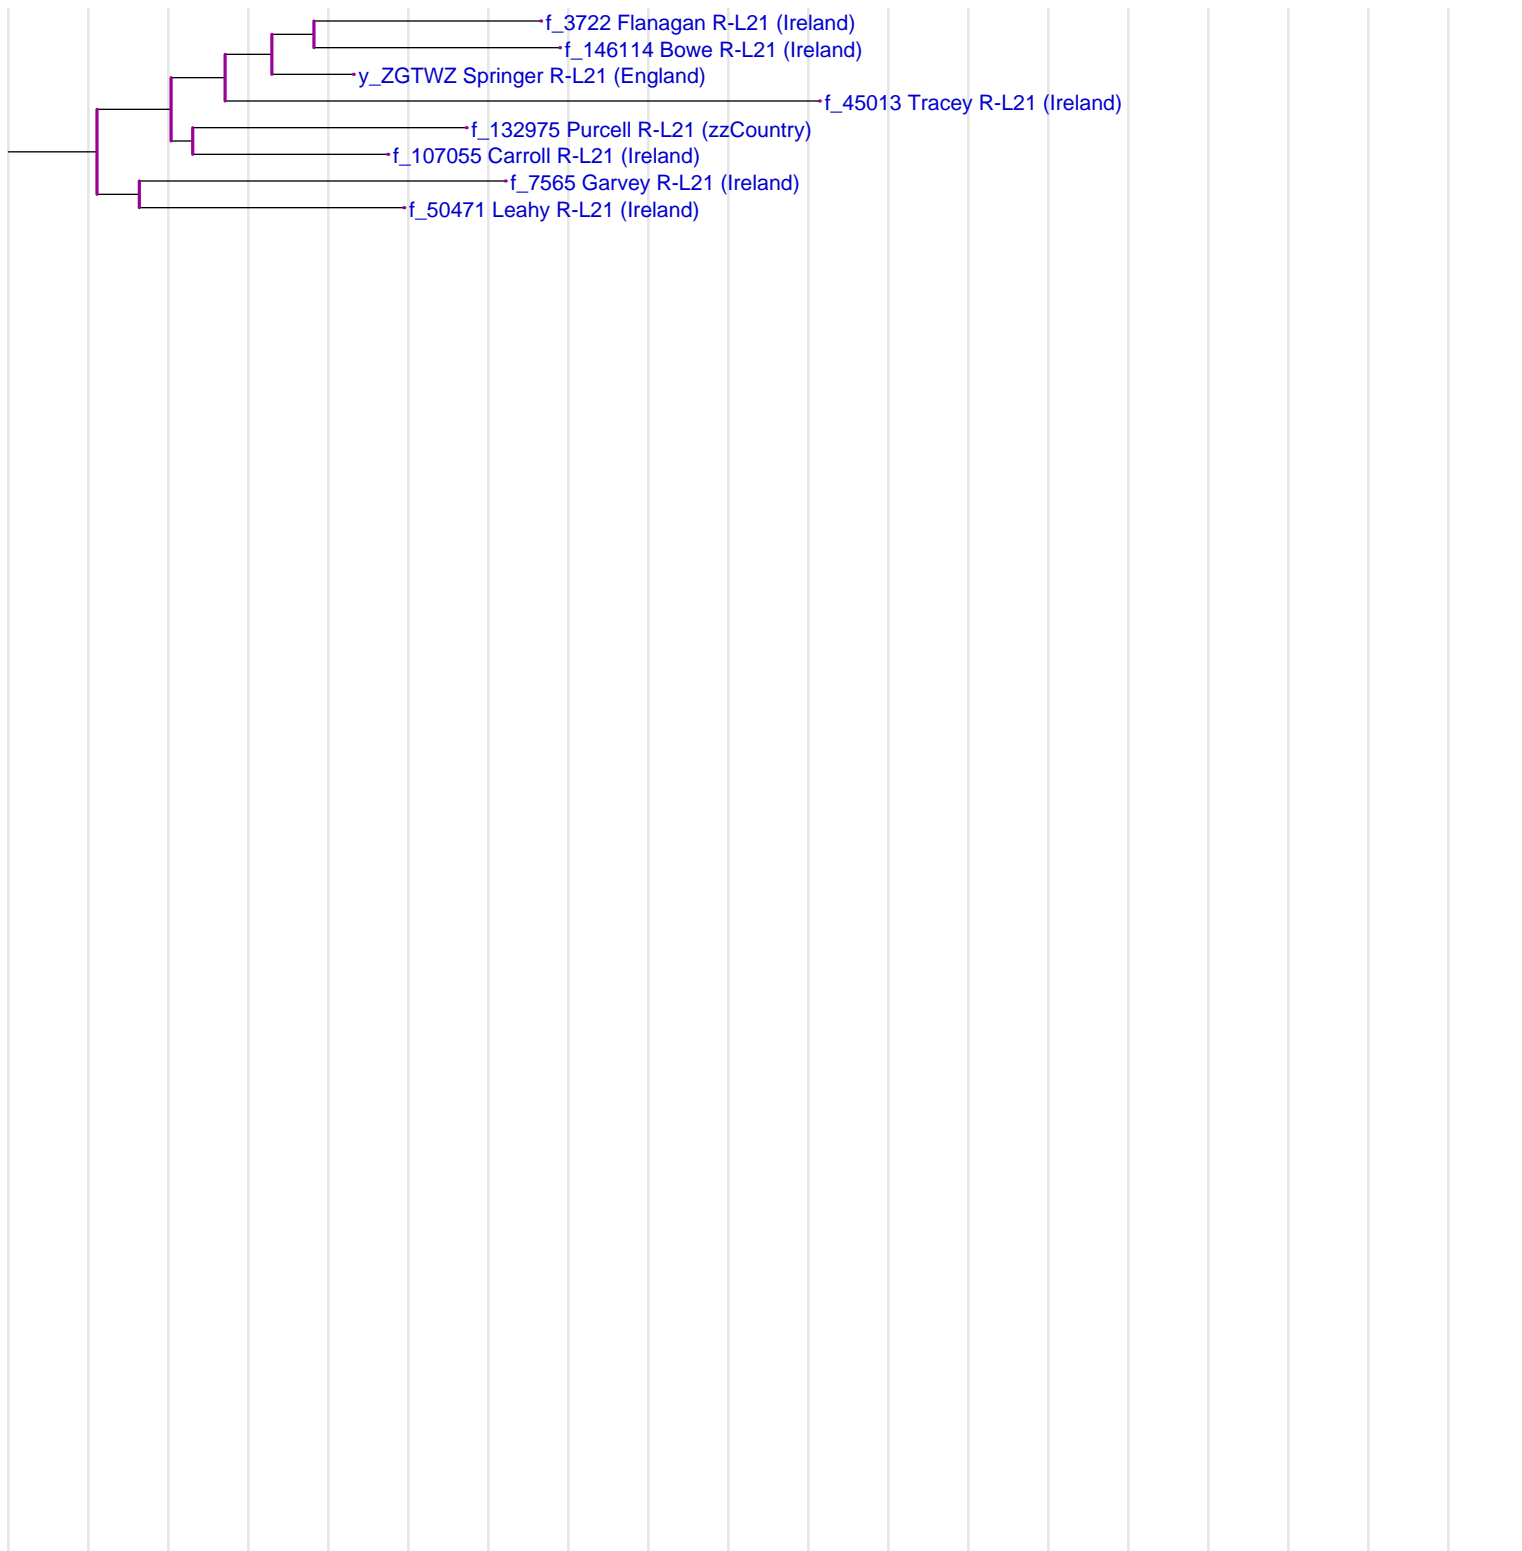 f_3722 Flanagan R-L21 (Ireland)
f_146114 Bowe R-L21 (Ireland)
y_ZGTWZ Springer R-L21 (England)
f_45013 Tracey R-L21 (Ireland)
f_132975 Purcell R-L21 (zzCountry)
f_107055 Carroll R-L21 (Ireland)
f_7565 Garvey R-L21 (Ireland)
f_50471 Leahy R-L21 (Ireland)